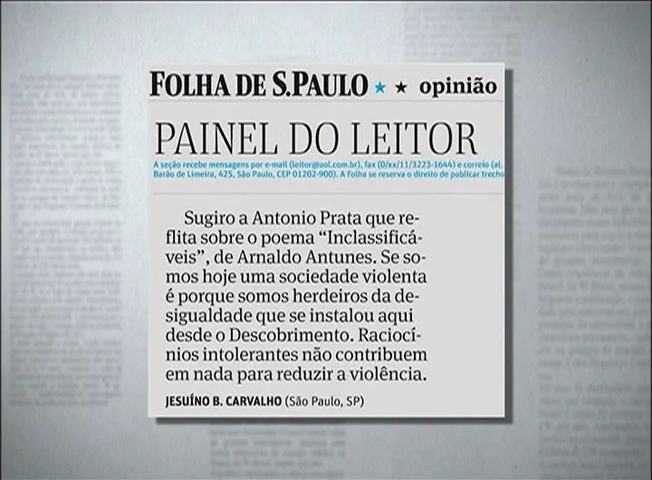 FOLHA DE S.PAULO ★ ★ opinião
PAINEL DO LEITOR
A seção recebe mensagens por e-mail (leitor@uol.com.br), fax (0/xx/11/3223-1644) e correio (al.
Barão de Limeira, 425, São Paulo, CEP 01202-900). A Folha se reserva o direito de publicar trecho
Sugiro a Antonio Prata que re-
flita sobre o poema “Inclassificá-
veis”, de Arnaldo Antunes. Se so-
mos hoje uma sociedade violenta
é porque somos herdeiros da de-
sigualdade que se instalou aqui
desde o Descobrimento. Raciocí-
nios intolerantes não contribuem
em nada para reduzir a violência.
JESUÍNO B. CARVALHO (São Paulo, SP)